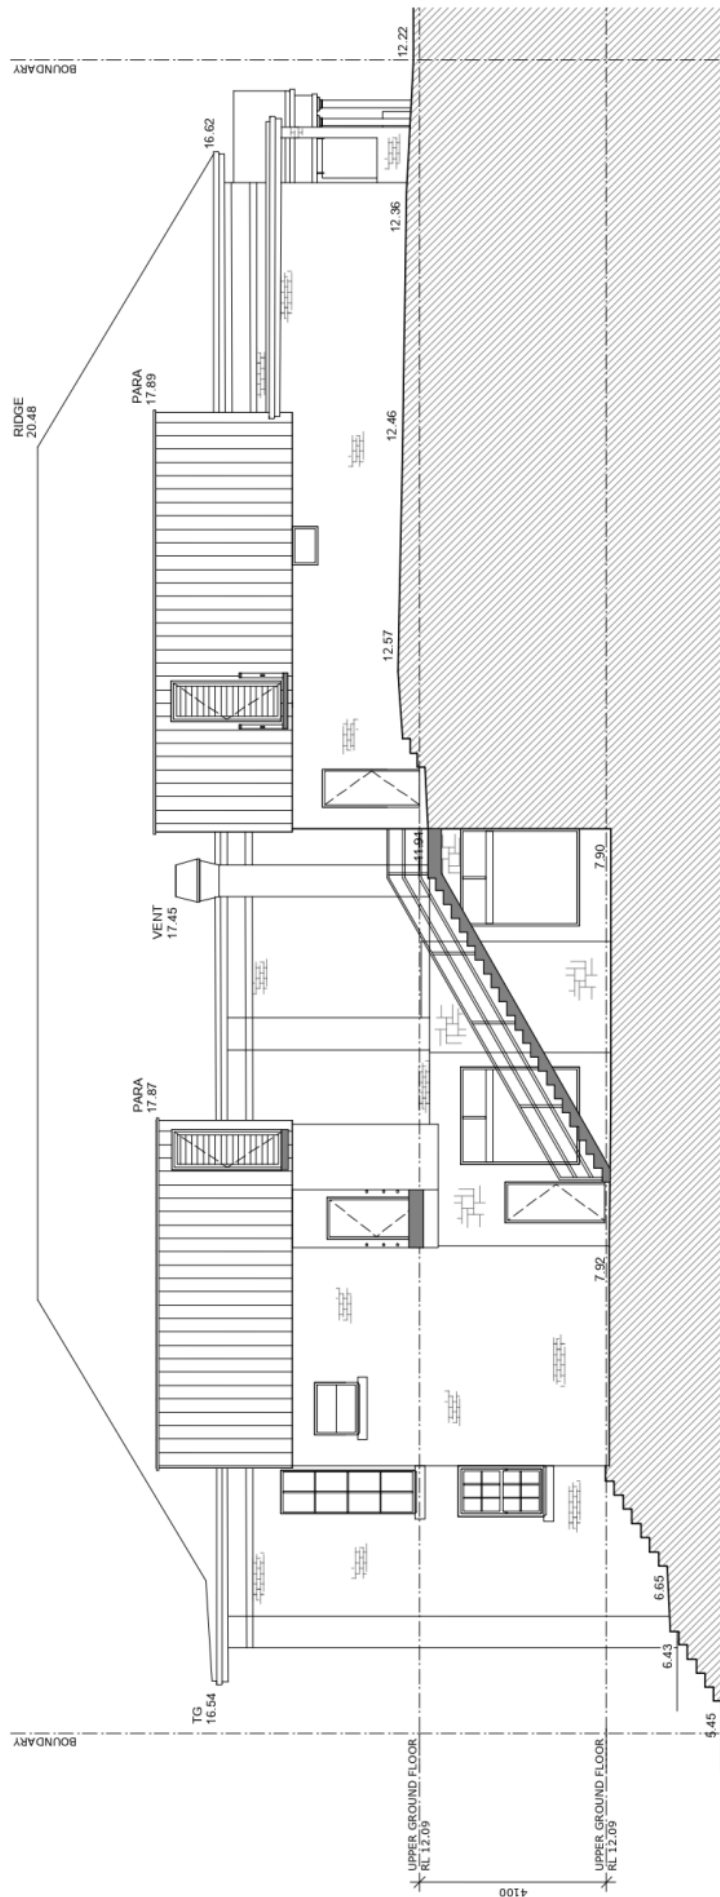 BOUNDARY
BOUNDARY
RIDGE
20.48
TG
16.54
PARA
17.87
VENT
17.45
PARA
17.89
16.62
12.22
12.36
12.46
12.57
11.91
7.90
7.92
6.65
6.43
5.45
UPPER GROUND FLOOR
RL 12.09
UPPER GROUND FLOOR
RL 12.09
4100